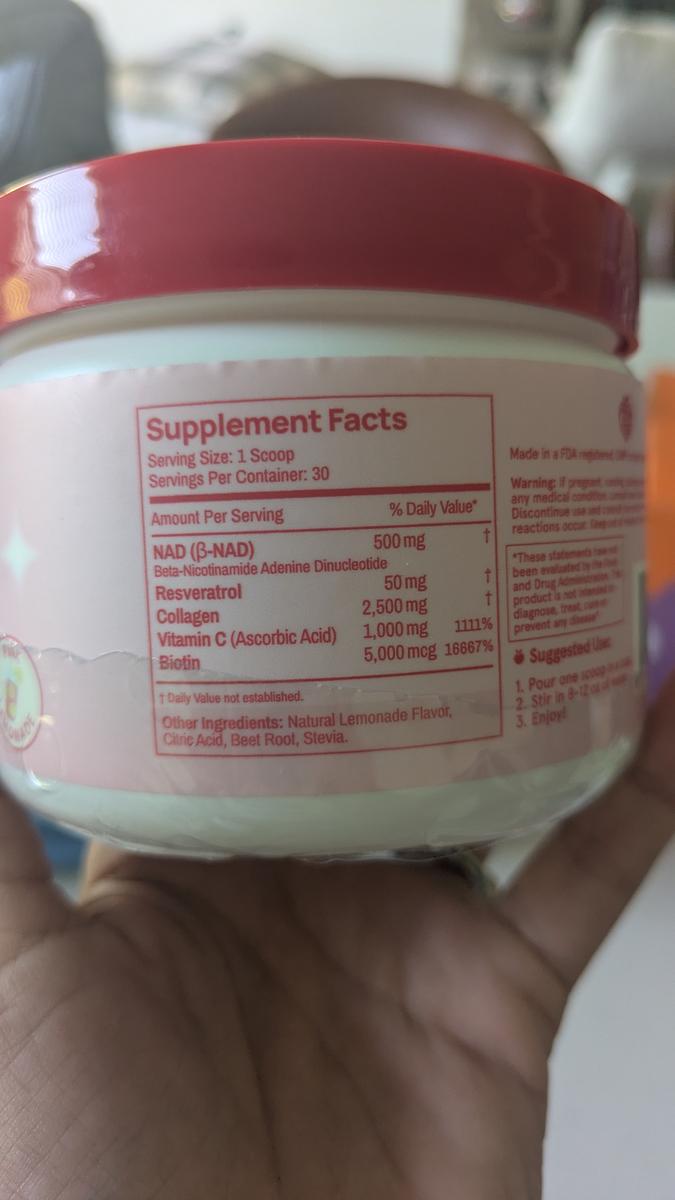 Supplement Facts
Serving Size: 1 Scoop
Servings Per Container: 30
Amount Per Serving % Daily Value*
NAD (β-NAD) 500 mg †
Beta-Nicotinamide Adenine Dinucleotide
Resveratrol 50 mg †
Collagen 2,500 mg †
Vitamin C (Ascorbic Acid) 1,000 mg 1111%
Biotin 5,000 mcg 16667%
† Daily Value not established.
Other Ingredients: Natural Lemonade Flavor,
Citric Acid, Beet Root, Stevia.
Made in a FDA registered
Warning: If pregnant,
any medical condition,
Discontinue use and
reactions occur. Keep out
*These statements have not
been evaluated by the
and Drug Administration.
product is not intended
diagnose, treat, cure or
prevent any disease*
Suggested Use:
1. Pour one scoop
2. Stir in 8-12
3. Enjoy!
PINK
LEMONADE